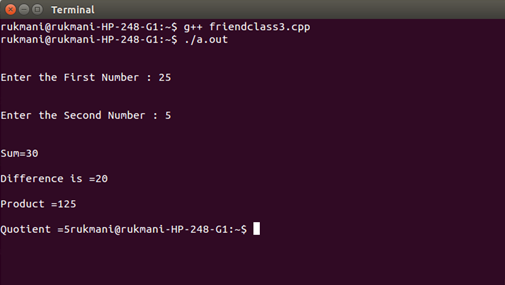 Terminal
rukmani@rukmani-HP-248-G1:~$ g++ friendclass3.cpp
rukmani@rukmani-HP-248-G1:~$ ./a.out
Enter the First Number : 25
Enter the Second Number : 5
Sum=30
Difference is =20
Product =125
Quotient =5rukmani@rukmani-HP-248-G1:~$